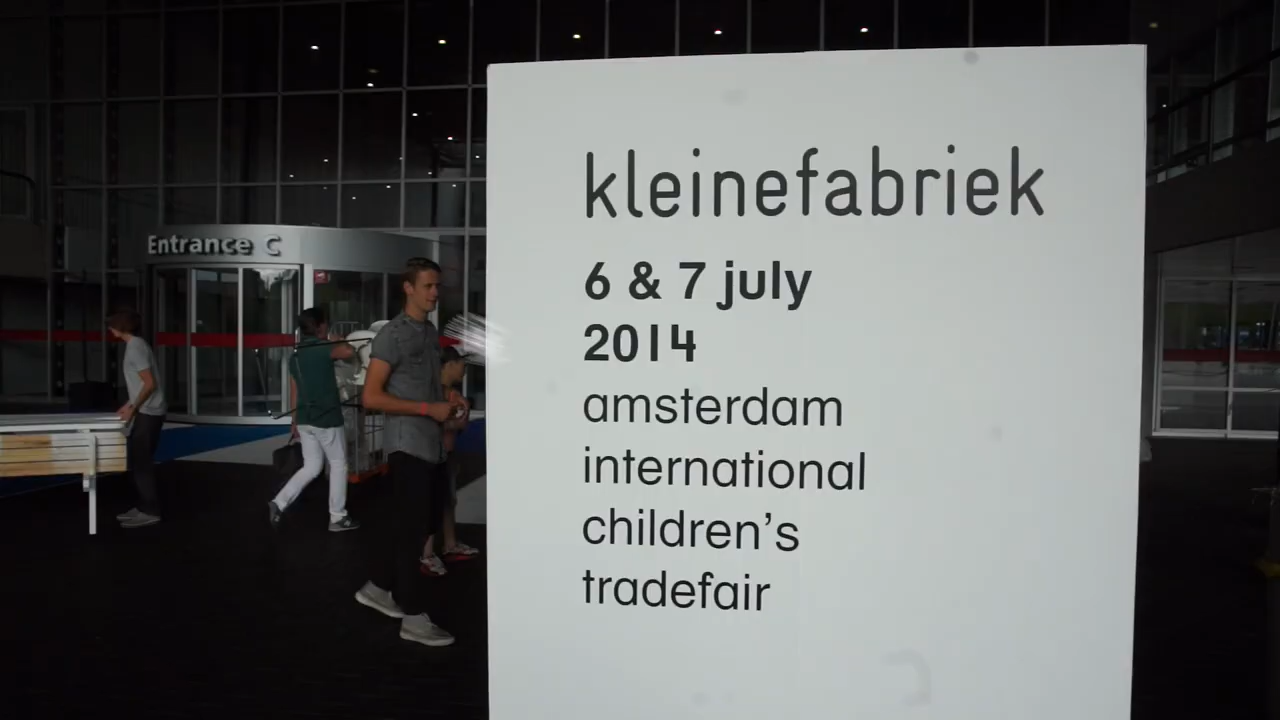 Entrance C
kleinefabriek
6 & 7 july
2014
amsterdam
international
children's
tradefair